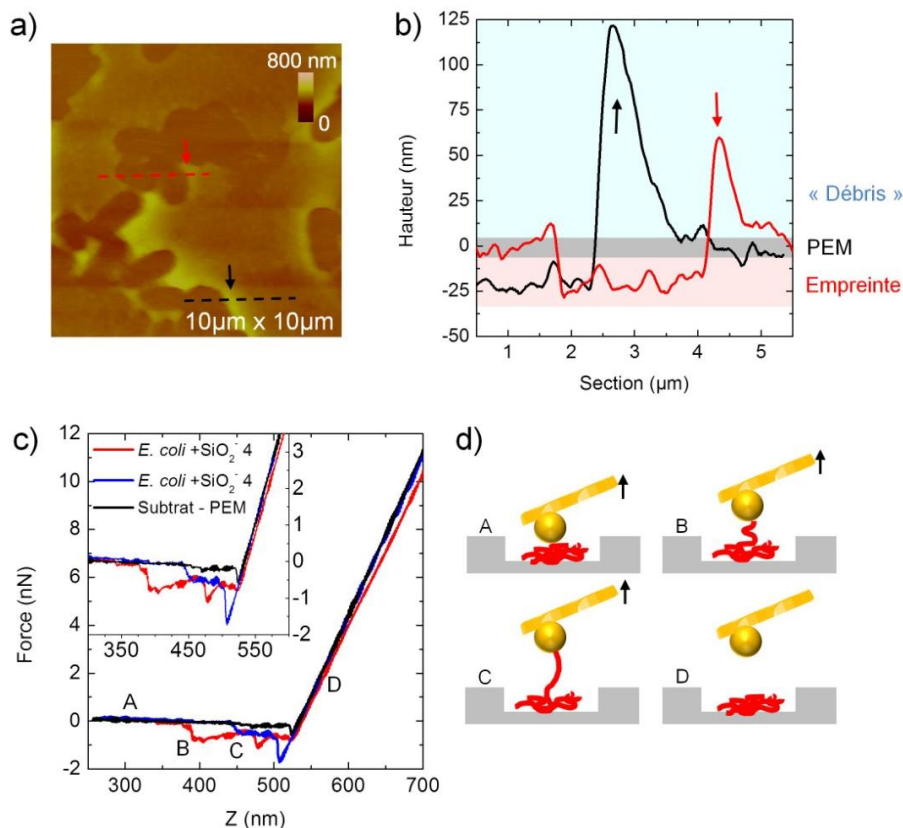 a)
800 nm
0
10µm x 10µm
b)
125
100
75
50
25
0
-25
-50
Hauteur (nm)
1 2 3 4 5
Section (µm)
« Débris »
PEM
Empreinte
c)
12
10
8
6
4
2
0
-2
Force (nN)
E. coli +SiO₂⁻ 4
E. coli +SiO₂⁻ 4
Subtrat - PEM
3
2
1
0
-1
-2
350 450 525
A
B
C
D
300 400 500 600 700
Z (nm)
d)
A
B
C
D